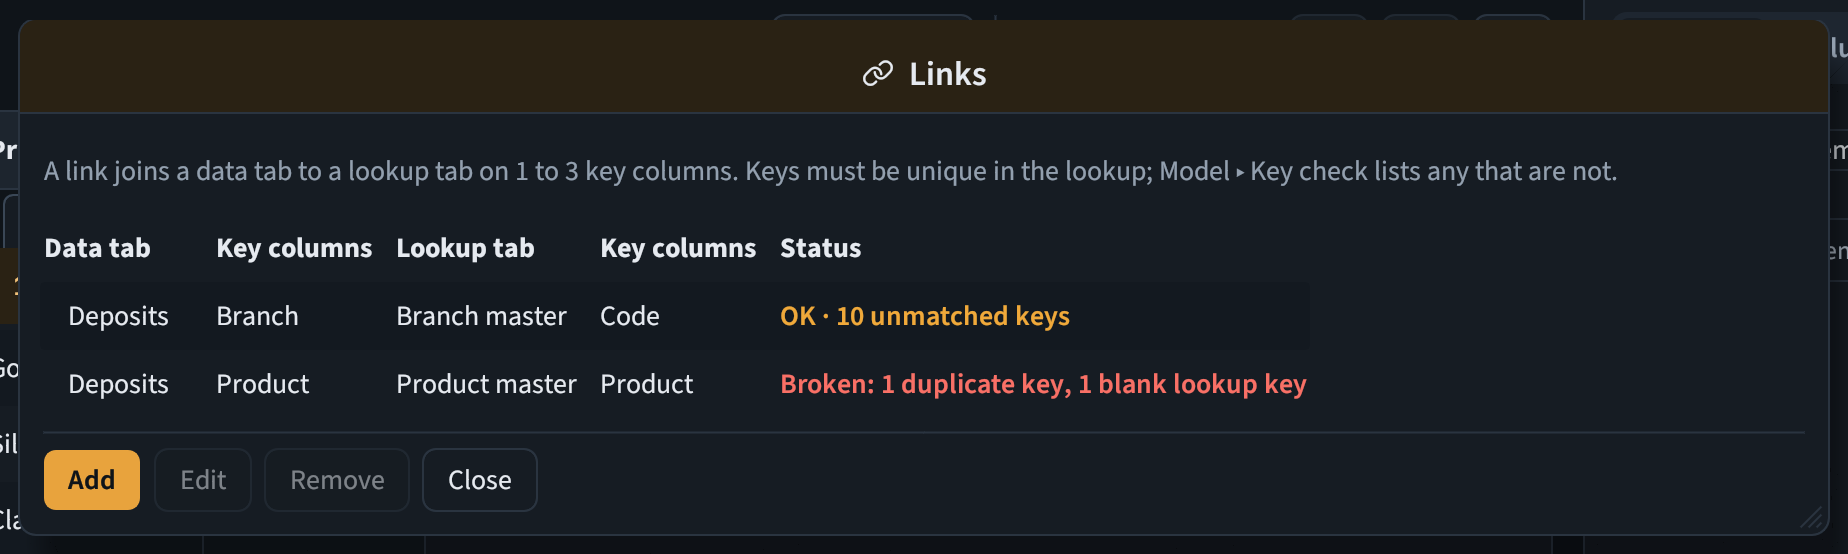 Links
A link joins a data tab to a lookup tab on 1 to 3 key columns. Keys must be unique in the lookup; Model ▸ Key check lists any that are not.
Data tab Key columns Lookup tab Key columns Status
Deposits Branch Branch master Code OK · 10 unmatched keys
Deposits Product Product master Product Broken: 1 duplicate key, 1 blank lookup key
Add Edit Remove Close